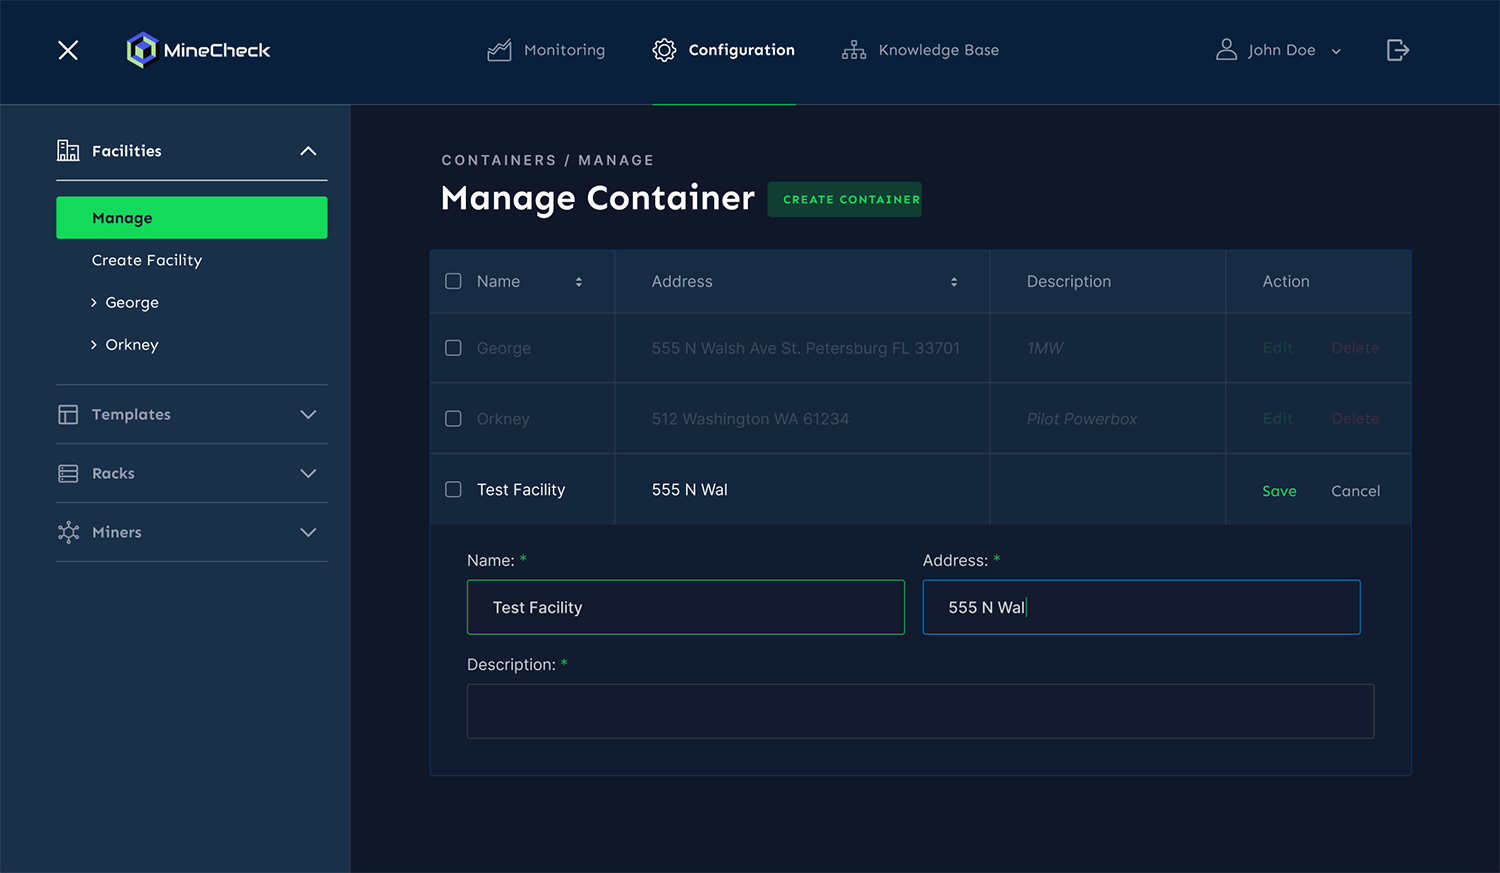 MineCheck
Monitoring
Configuration
Knowledge Base
John Doe
Facilities
Manage
Create Facility
George
Orkney
Templates
Racks
Miners
CONTAINERS / MANAGE
Manage Container
CREATE CONTAINER
Name Address Description Action
George 555 N Walsh Ave St. Petersburg FL 33701 1MW Edit Delete
Orkney 512 Washington WA 61234 Pilot Powerbox Edit Delete
Test Facility 555 N Wal Save Cancel
Name: * Address: *
Test Facility 555 N Wal
Description: *